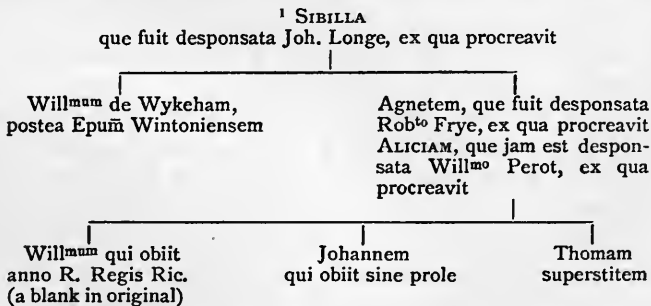 ¹ SIBILLA
que fuit desponsata Joh. Longe, ex qua procreavit
Willmum de Wykeham,
postea Epum̄ Wintoniensem
Agnetem, que fuit desponsata
Robto Frye, ex qua procreavit
ALICIAM, que jam est despon-
sata Willmo Perot, ex qua
procreavit
Willmum qui obiit
anno R. Regis Ric.
(a blank in original)
Johannem
qui obiit sine prole
Thomam
superstitem